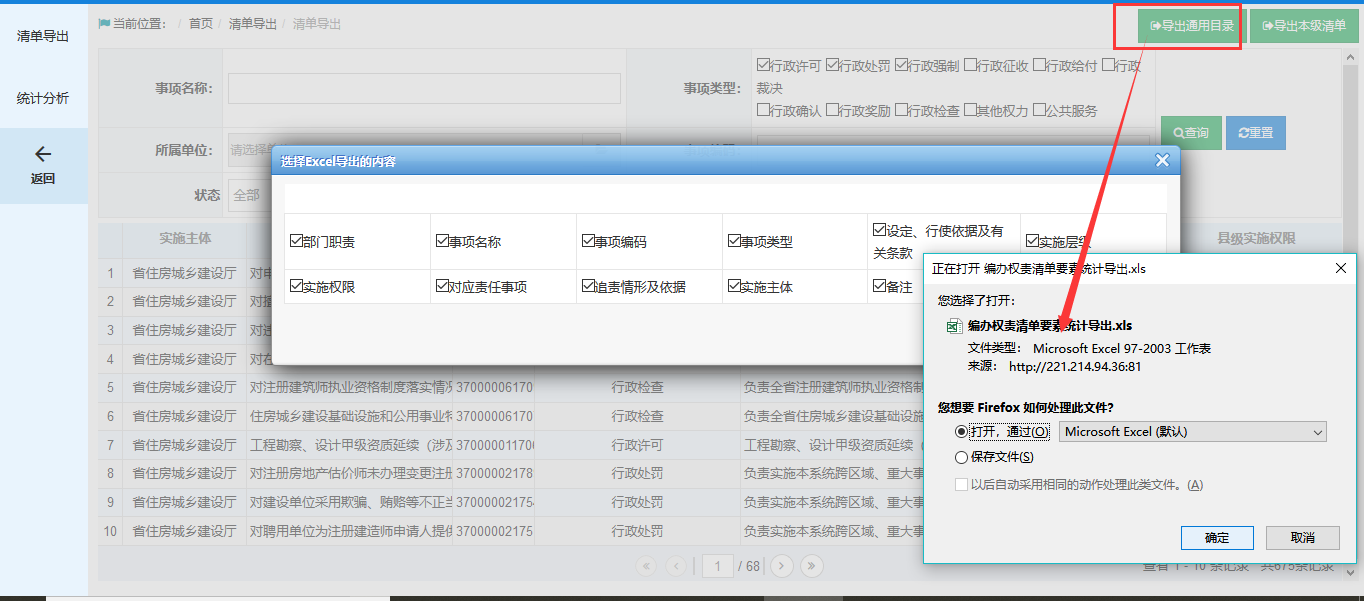 清单导出
统计分析
返回
当前位置： / 首页 / 清单导出 / 清单导出
导出通用目录
导出本级清单
事项名称：
事项类型：
行政许可 行政处罚 行政强制 行政征收 行政给付 行政
裁决
行政确认 行政奖励 行政检查 其他权力 公共服务
所属单位：
请选择
查询
重置
状态
全部
选择Excel导出的内容
部门职责 事项名称 事项编码 事项类型 设定、行使依据及有
关条款 实施层级
实施权限 对应责任事项 追责情形及依据 实施主体 备注
实施主体 县级实施权限
1 省住房城乡建设厅
2 省住房城乡建设厅
3 省住房城乡建设厅 对违
4 省住房城乡建设厅 对在
5 省住房城乡建设厅 对注册建筑师执业资格制度落实情况 37000006170 行政检查 负责全省注册建筑师执业资格制
6 省住房城乡建设厅 住房城乡建设基础设施和公用事业特 37000006170 行政检查 负责全省住房城乡建设基础设施
7 省住房城乡建设厅 工程勘察、设计甲级资质延续（涉及 370000011706 行政许可 工程勘察、设计甲级资质延续（
8 省住房城乡建设厅 对注册房地产估价师未办理变更注册 37000002178 行政处罚 负责实施本系统跨区域、重大事
9 省住房城乡建设厅 对建设单位采用欺骗、贿赂等不正当 370000021754 行政处罚 负责实施本系统跨区域、重大事
10 省住房城乡建设厅 对聘用单位为注册建造师申请人提供 37000002175 行政处罚 负责实施本系统跨区域、重大事
1 / 68
查看 1 - 10 条记录 共675条记录
正在打开 编办权责清单要素统计导出.xls
您选择了打开：
编办权责清单要素统计导出.xls
文件类型： Microsoft Excel 97-2003 工作表
来源： http://221.214.94.36:81
您想要 Firefox 如何处理此文件?
打开，通过(O) Microsoft Excel (默认)
保存文件(S)
以后自动采用相同的动作处理此类文件。(A)
确定 取消